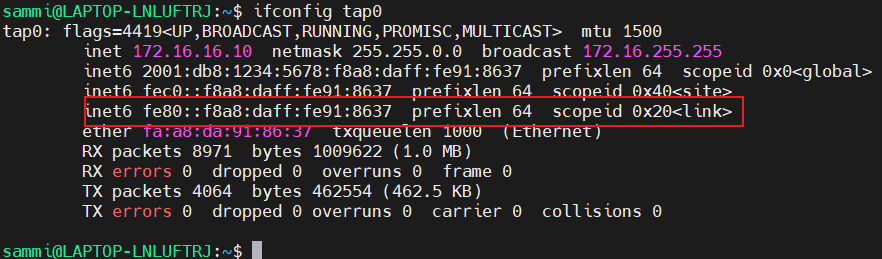 sammi@LAPTOP-LNLUFTRJ:~$ ifconfig tap0
tap0: flags=4419<UP,BROADCAST,RUNNING,PROMISC,MULTICAST>  mtu 1500
        inet 172.16.16.10  netmask 255.255.0.0  broadcast 172.16.255.255
        inet6 2001:db8:1234:5678:f8a8:daff:fe91:8637  prefixlen 64  scopeid 0x0<global>
        inet6 fec0::f8a8:daff:fe91:8637  prefixlen 64  scopeid 0x40<site>
        inet6 fe80::f8a8:daff:fe91:8637  prefixlen 64  scopeid 0x20<link>
        ether fa:a8:da:91:86:37  txqueuelen 1000  (Ethernet)
        RX packets 8971  bytes 1009622 (1.0 MB)
        RX errors 0  dropped 0  overruns 0  frame 0
        TX packets 4064  bytes 462554 (462.5 KB)
        TX errors 0  dropped 0 overruns 0  carrier 0  collisions 0
sammi@LAPTOP-LNLUFTRJ:~$